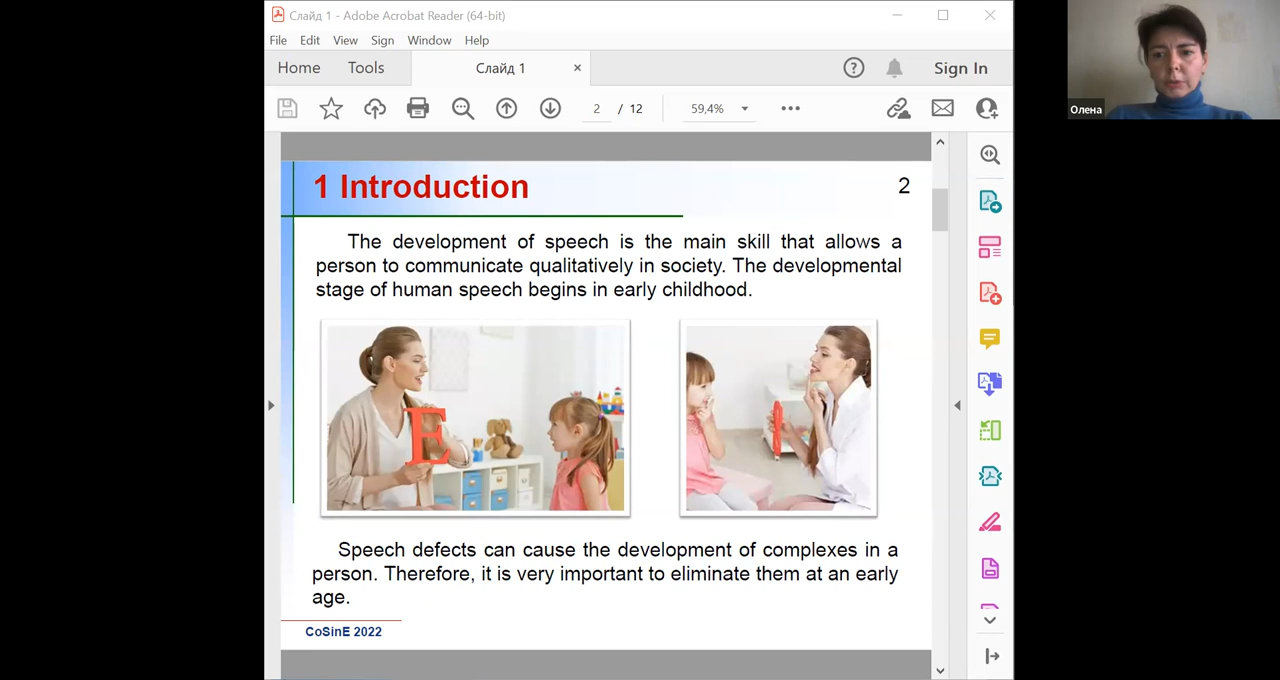 Слайд 1 - Adobe Acrobat Reader (64-bit)
File Edit View Sign Window Help
Home Tools Слайд 1 × Sign In
2 / 12 59,4%
1 Introduction 2
The development of speech is the main skill that allows a
person to communicate qualitatively in society. The developmental
stage of human speech begins in early childhood.
E
Speech defects can cause the development of complexes in a
person. Therefore, it is very important to eliminate them at an early
age.
CoSinE 2022
Олена